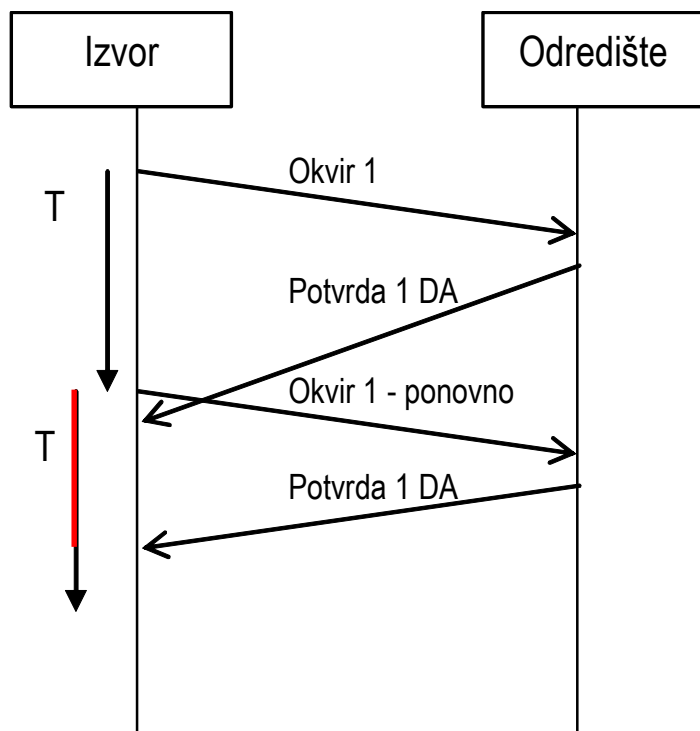 Izvor
Odredište
Okvir 1
T
Potvrda 1 DA
Okvir 1 - ponovno
T
Potvrda 1 DA